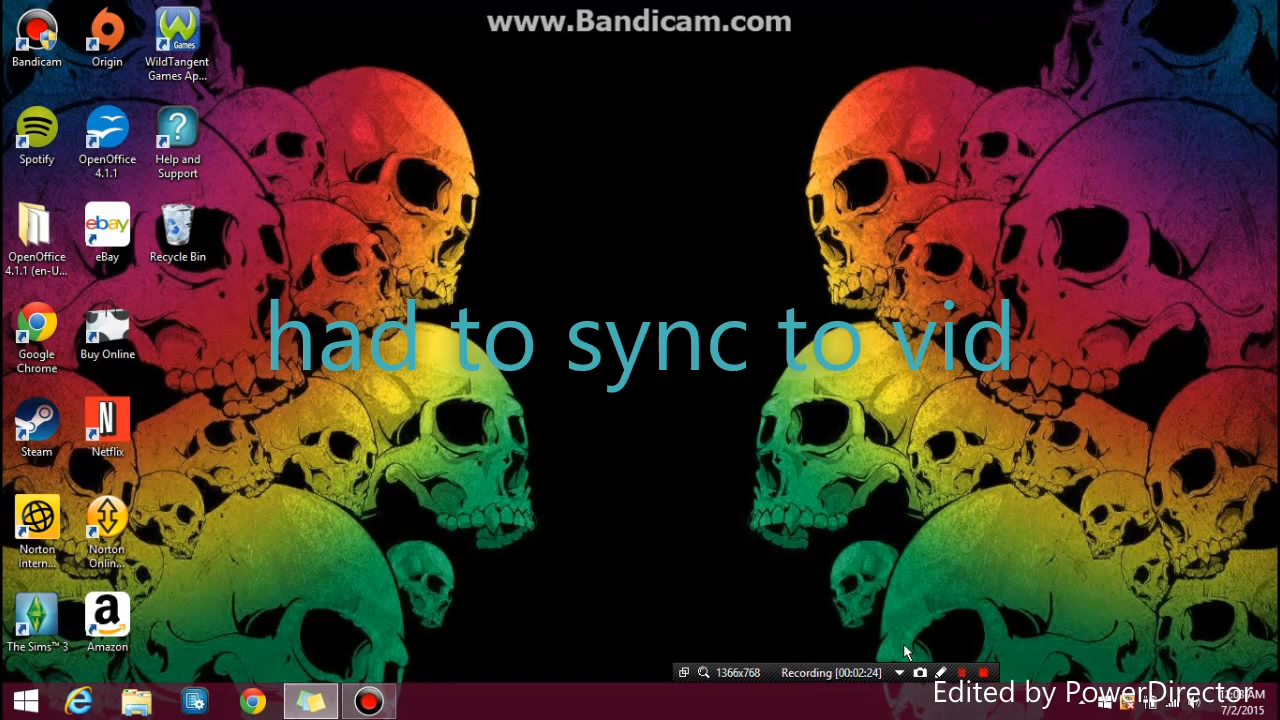 www.Bandicam.com
Bandicam
Origin
WildTangent
Games Ap...
Games
Spotify
OpenOffice
4.1.1
Help and
Support
OpenOffice
4.1.1 (en-U...
ebay
eBay
Recycle Bin
Google
Chrome
Buy Online
had to sync to vid
Steam
N
Netflix
Norton
Intern...
Norton
Onlin...
The Sims™ 3
a
Amazon
1366x768
Recording [00:02:24]
Edited by PowerDirector
7/2/2015